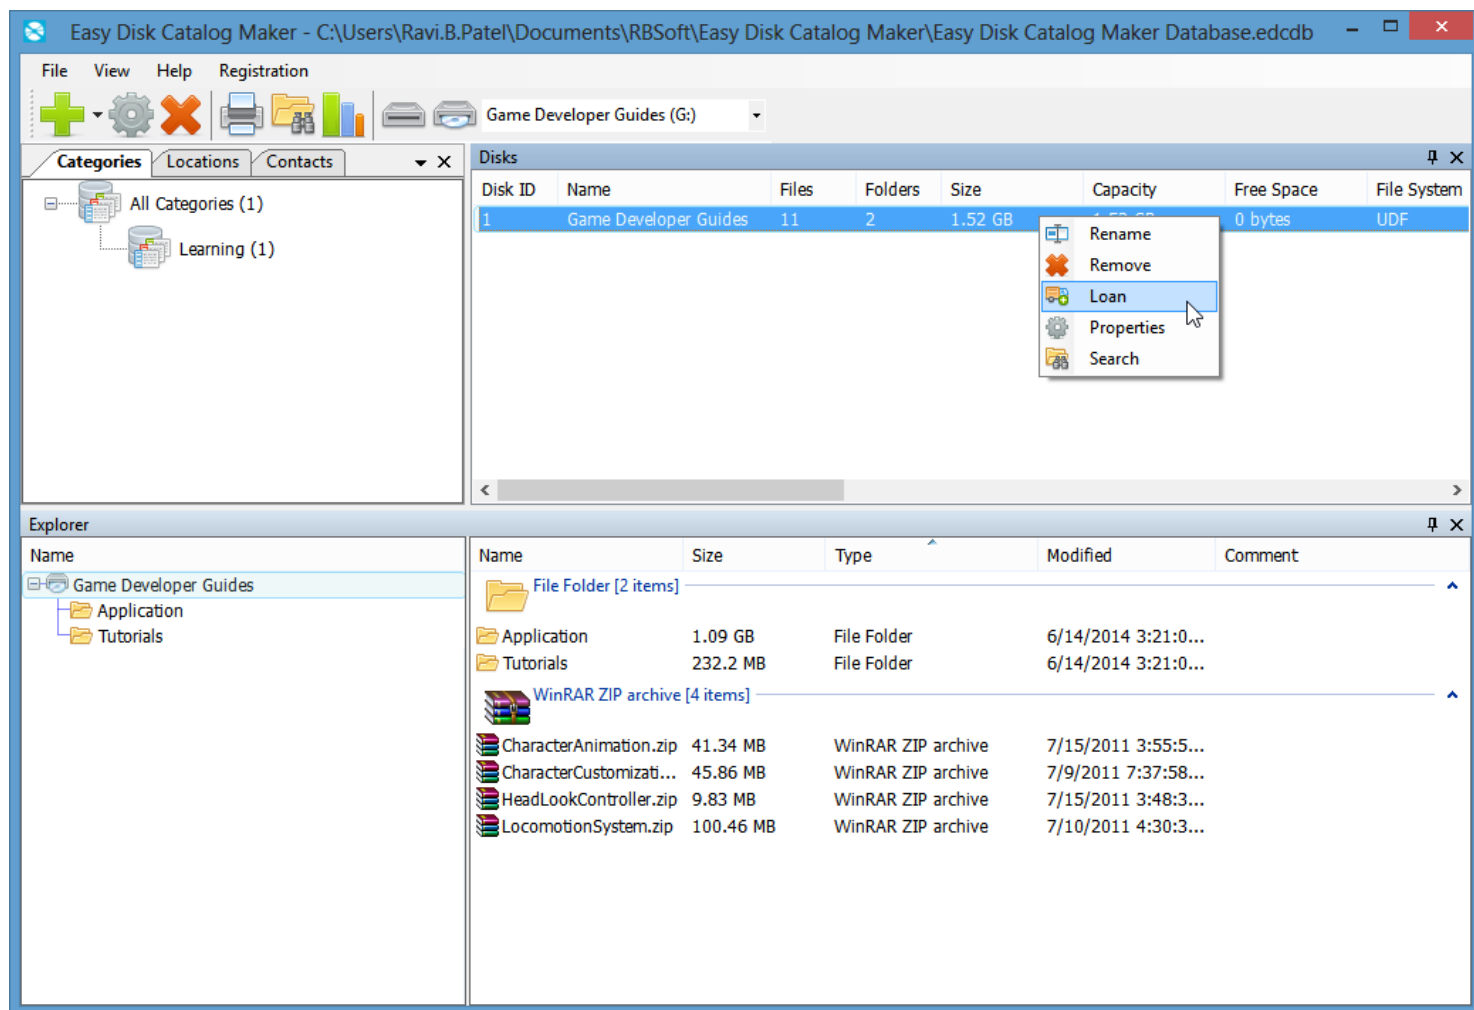 Easy Disk Catalog Maker - C:\Users\Ravi.B.Patel\Documents\RBSoft\Easy Disk Catalog Maker\Easy Disk Catalog Maker Database.edcdb
File View Help Registration
Game Developer Guides (G:)
Categories Locations Contacts
All Categories (1)
Learning (1)
Disks
Disk ID Name Files Folders Size Capacity Free Space File System
1 Game Developer Guides 11 2 1.52 GB 1.52 GB 0 bytes UDF
Rename
Remove
Loan
Properties
Search
Explorer
Name
Game Developer Guides
Application
Tutorials
Name Size Type Modified Comment
File Folder [2 items]
Application 1.09 GB File Folder 6/14/2014 3:21:0...
Tutorials 232.2 MB File Folder 6/14/2014 3:21:0...
WinRAR ZIP archive [4 items]
CharacterAnimation.zip 41.34 MB WinRAR ZIP archive 7/15/2011 3:55:5...
CharacterCustomizati... 45.86 MB WinRAR ZIP archive 7/9/2011 7:37:58...
HeadLookController.zip 9.83 MB WinRAR ZIP archive 7/15/2011 3:48:3...
LocomotionSystem.zip 100.46 MB WinRAR ZIP archive 7/10/2011 4:30:3...